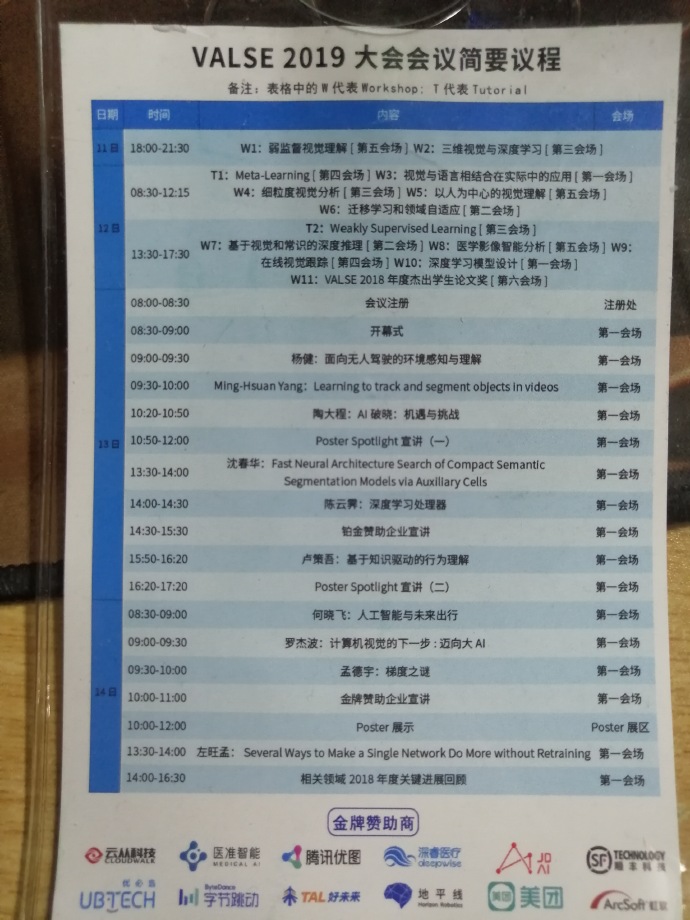 VALSE 2019 大会会议简要议程
备注：表格中的 W 代表 Workshop；T 代表 Tutorial
日期 时间 内容 会场
11 日 18:00-21:30 W1：弱监督视觉理解 [ 第五会场 ] W2：三维视觉与深度学习 [ 第三会场 ]
T1：Meta-Learning [ 第四会场 ] W3：视觉与语言相结合在实际中的应用 [ 第一会场 ]
08:30-12:15 W4：细粒度视觉分析 [ 第三会场 ] W5：以人为中心的视觉理解 [ 第五会场 ]
W6：迁移学习和领域自适应 [ 第二会场 ]
12 日 T2：Weakly Supervised Learning [ 第三会场 ]
13:30-17:30 W7：基于视觉和常识的深度推理 [ 第二会场 ] W8：医学影像智能分析 [ 第五会场 ] W9：
在线视觉跟踪 [ 第四会场 ] W10：深度学习模型设计 [ 第一会场 ]
W11：VALSE 2018 年度杰出学生论文奖 [ 第六会场 ]
08:00-08:30 会议注册 注册处
08:30-09:00 开幕式 第一会场
09:00-09:30 杨健：面向无人驾驶的环境感知与理解 第一会场
09:30-10:00 Ming-Hsuan Yang：Learning to track and segment objects in videos 第一会场
10:20-10:50 陶大程：AI 破晓：机遇与挑战 第一会场
10:50-12:00 Poster Spotlight 宣讲（一） 第一会场
13 日
13:30-14:00 沈春华：Fast Neural Architecture Search of Compact Semantic
Segmentation Models via Auxiliary Cells 第一会场
14:00-14:30 陈云霁：深度学习处理器 第一会场
14:30-15:30 铂金赞助企业宣讲 第一会场
15:50-16:20 卢策吾：基于知识驱动的行为理解 第一会场
16:20-17:20 Poster Spotlight 宣讲（二） 第一会场
08:30-09:00 何晓飞：人工智能与未来出行 第一会场
09:00-09:30 罗杰波：计算机视觉的下一步：迈向大 AI 第一会场
09:30-10:00 孟德宇：梯度之谜 第一会场
14 日 10:00-11:00 金牌赞助企业宣讲 第一会场
10:00-12:00 Poster 展示 Poster 展区
13:30-14:00 左旺孟：Several Ways to Make a Single Network Do More without Retraining 第一会场
14:00-16:30 相关领域 2018 年度关键进展回顾 第一会场
金牌赞助商
云从科技 CLOUDWALK 医准智能 MEDICAL AI 腾讯优图 深睿医疗 deepwise JD AI SF TECHNOLOGY 顺丰科技
优必选 UBTECH ByteDance 字节跳动 TAL 好未来 地平线 Horizon Robotics 美团 美团 ArcSoft 虹软